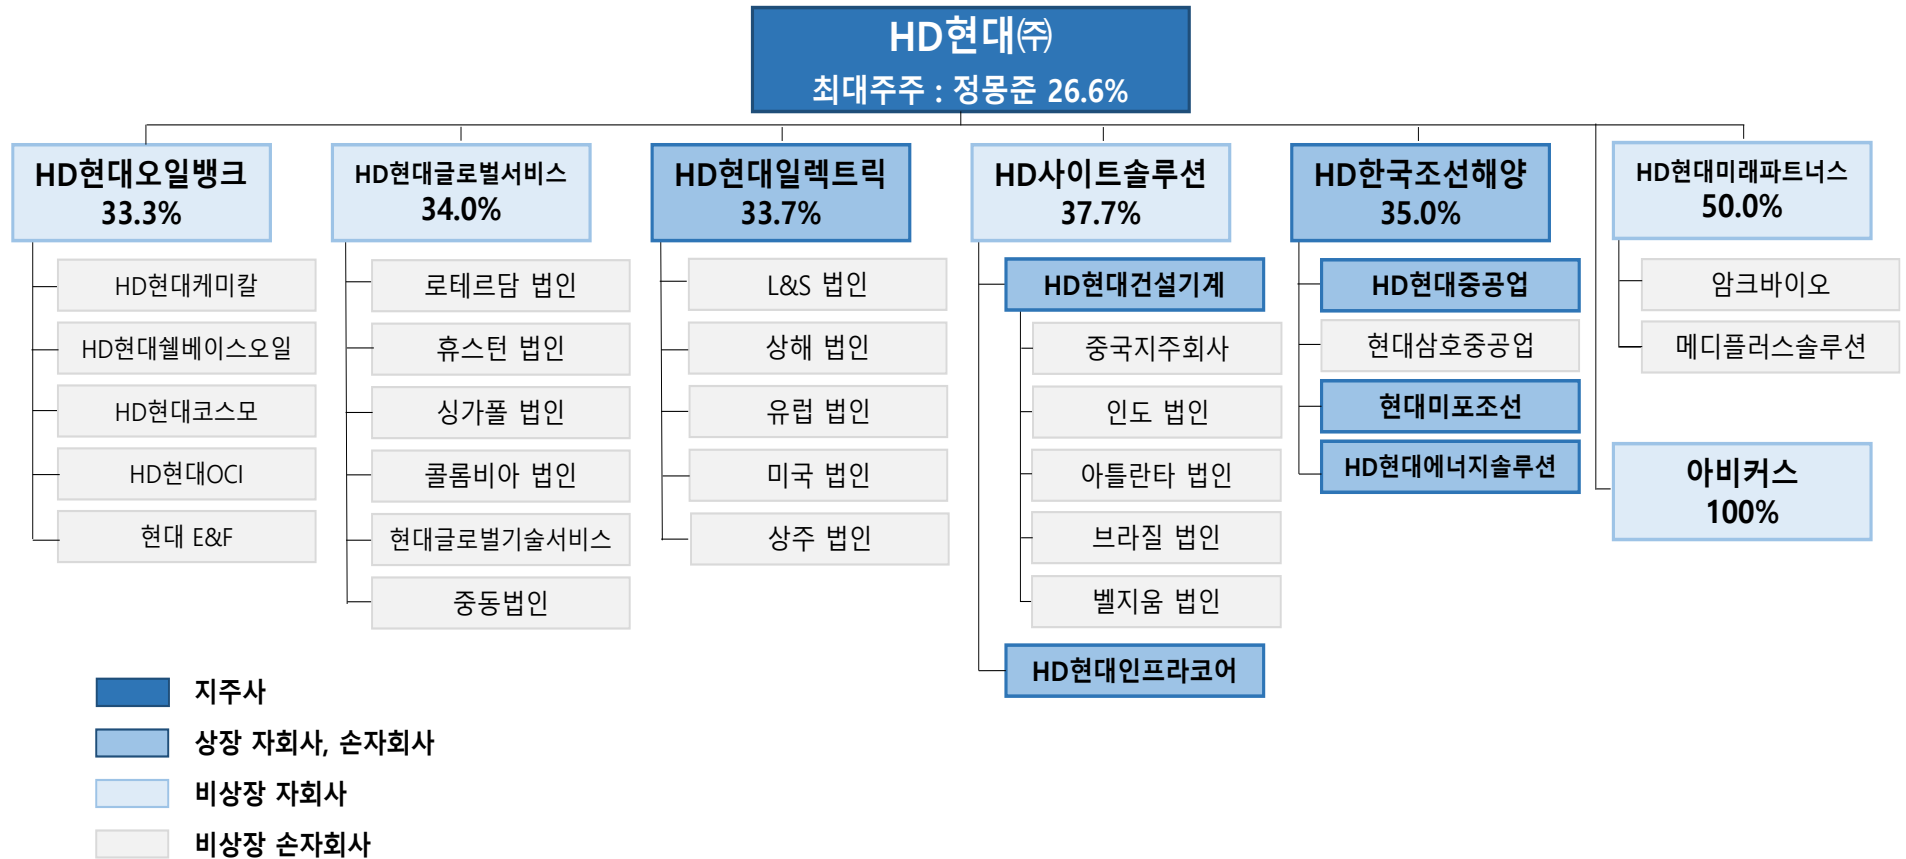 HD현대㈜
최대주주 : 정몽준 26.6%
HD현대오일뱅크
33.3%
HD현대케미칼
HD현대쉘베이스오일
HD현대코스모
HD현대OCI
현대 E&F
HD현대글로벌서비스
34.0%
로테르담 법인
휴스턴 법인
싱가폴 법인
콜롬비아 법인
현대글로벌기술서비스
중동법인
HD현대일렉트릭
33.7%
L&S 법인
상해 법인
유럽 법인
미국 법인
상주 법인
HD사이트솔루션
37.7%
HD현대건설기계
중국지주회사
인도 법인
아틀란타 법인
브라질 법인
벨지움 법인
HD현대인프라코어
HD한국조선해양
35.0%
HD현대중공업
현대삼호중공업
현대미포조선
HD현대에너지솔루션
HD현대미래파트너스
50.0%
암크바이오
메디플러스솔루션
아비커스
100%
지주사
상장 자회사, 손자회사
비상장 자회사
비상장 손자회사